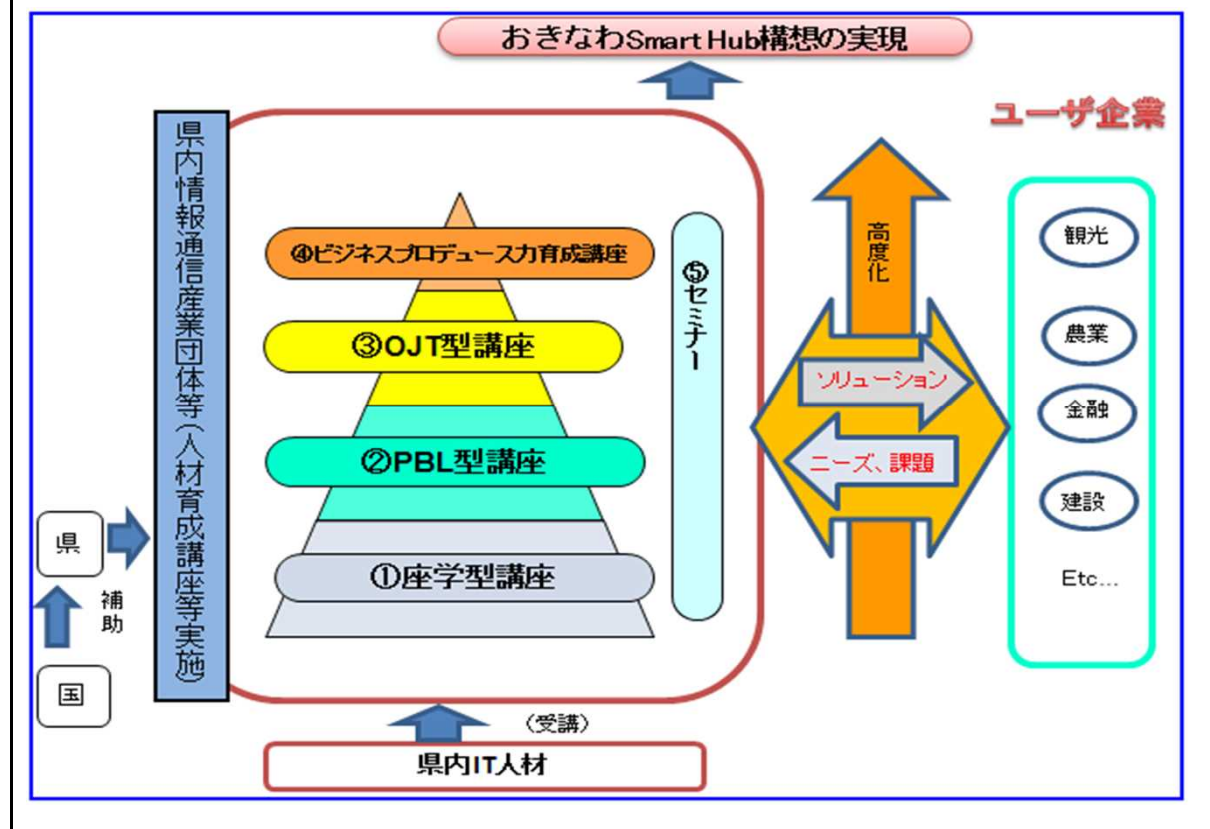 おきなわSmart Hub構想の実現
ユーザ企業
県内情報通信産業団体等(人材育成講座等実施)
④ビジネスプロデュース力育成講座
③OJT型講座
②PBL型講座
①座学型講座
⑤セミナー
高度化
ソリューション
ニーズ、課題
観光
農業
金融
建設
Etc…
県
補助
国
(受講)
県内IT人材